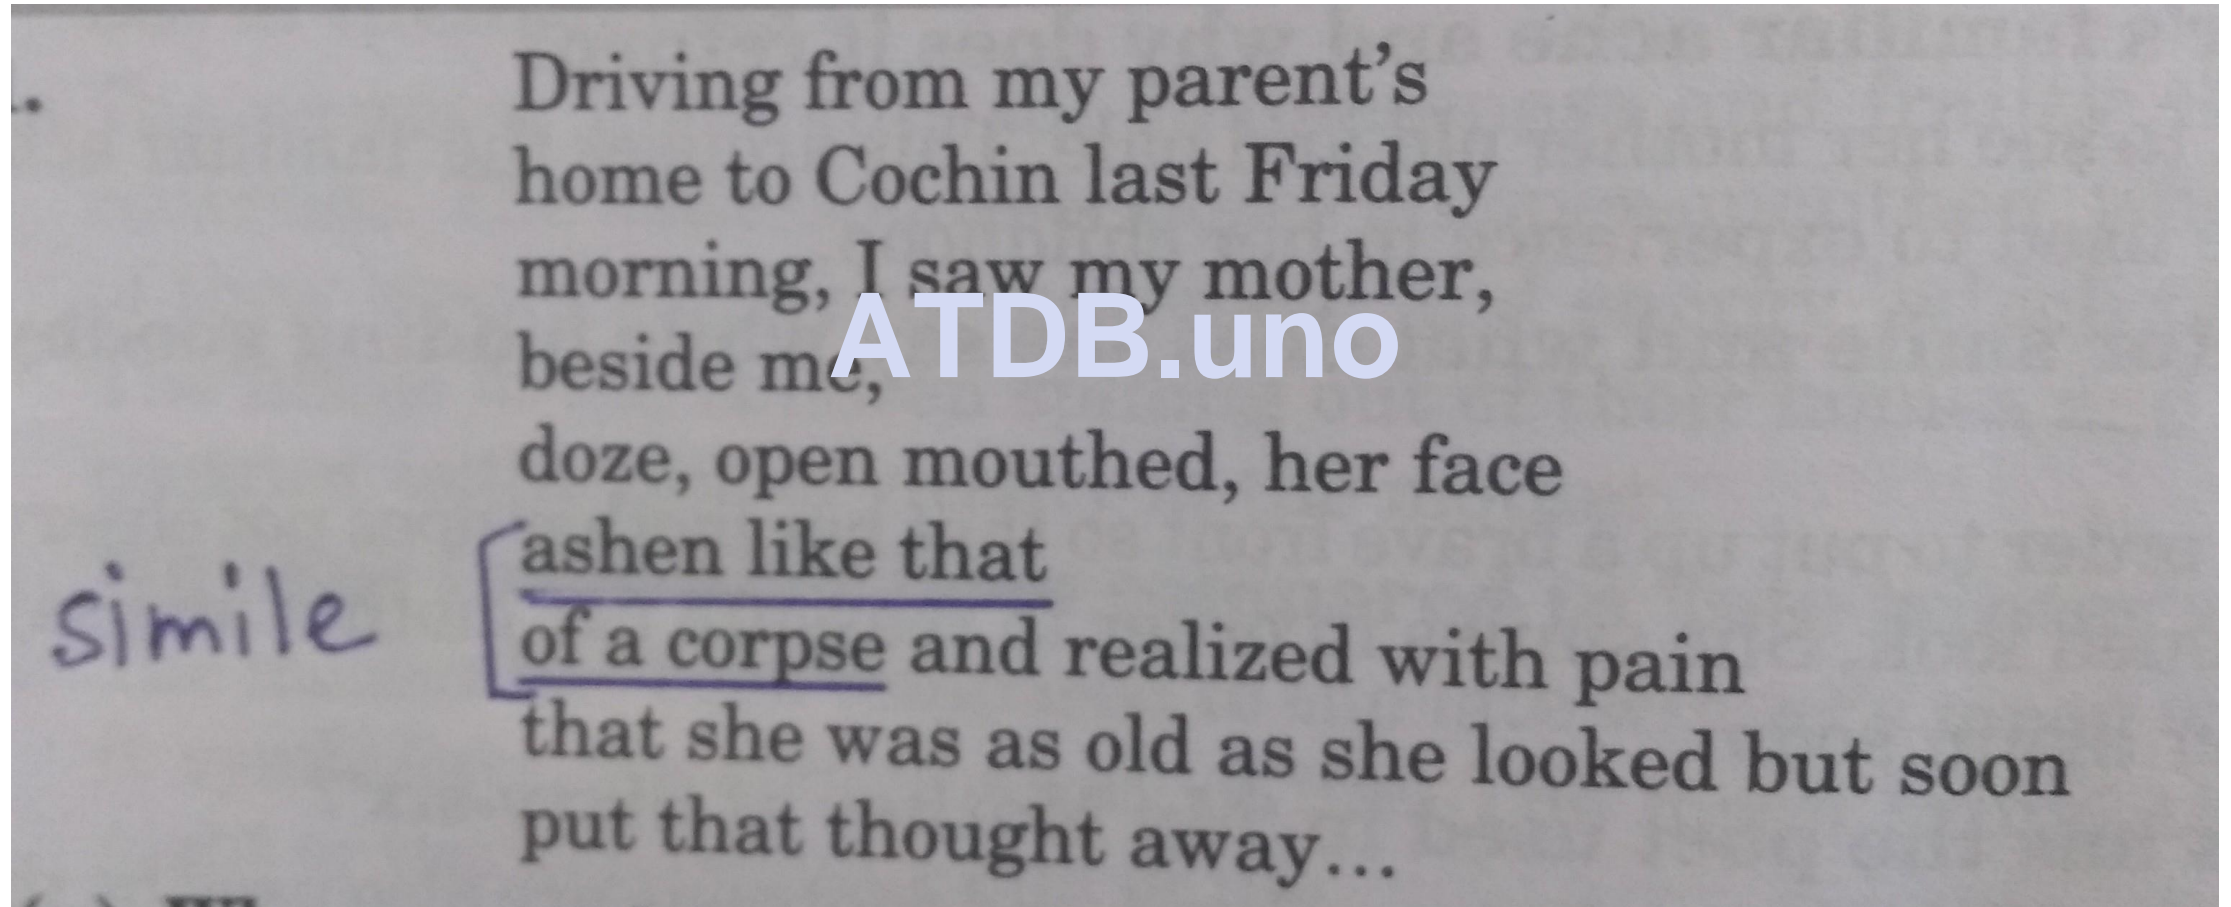 Driving from my parent's
home to Cochin last Friday
morning, I saw my mother,
beside me,
ATDB.uno
doze, open mouthed, her face
ashen like that
simile
of a corpse and realized with pain
that she was as old as she looked but soon
put that thought away...